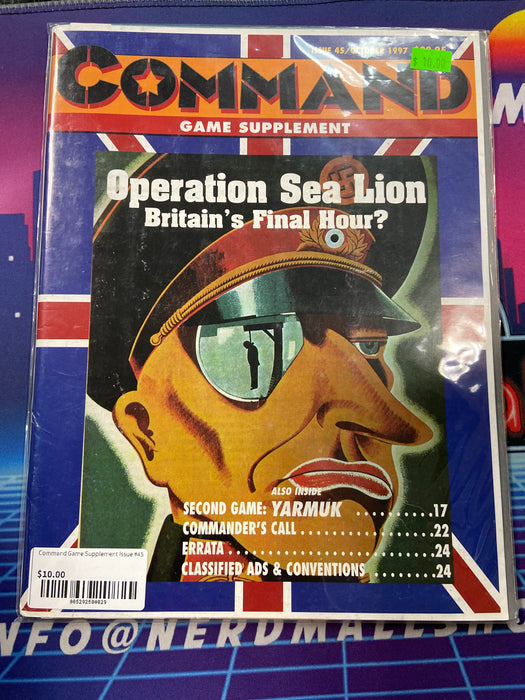 ISSUE 45/OCTOBER 1997
$ 10.00
COMMAND
GAME SUPPLEMENT
Operation Sea Lion
Britain's Final Hour?
ALSO INSIDE
SECOND GAME: YARMUK ..........17
COMMANDER'S CALL ........22
ERRATA ........................24
CLASSIFIED ADS & CONVENTIONS ........24
Command Game Supplement Issue #45
$10.00
NFO@NERDMALLSH